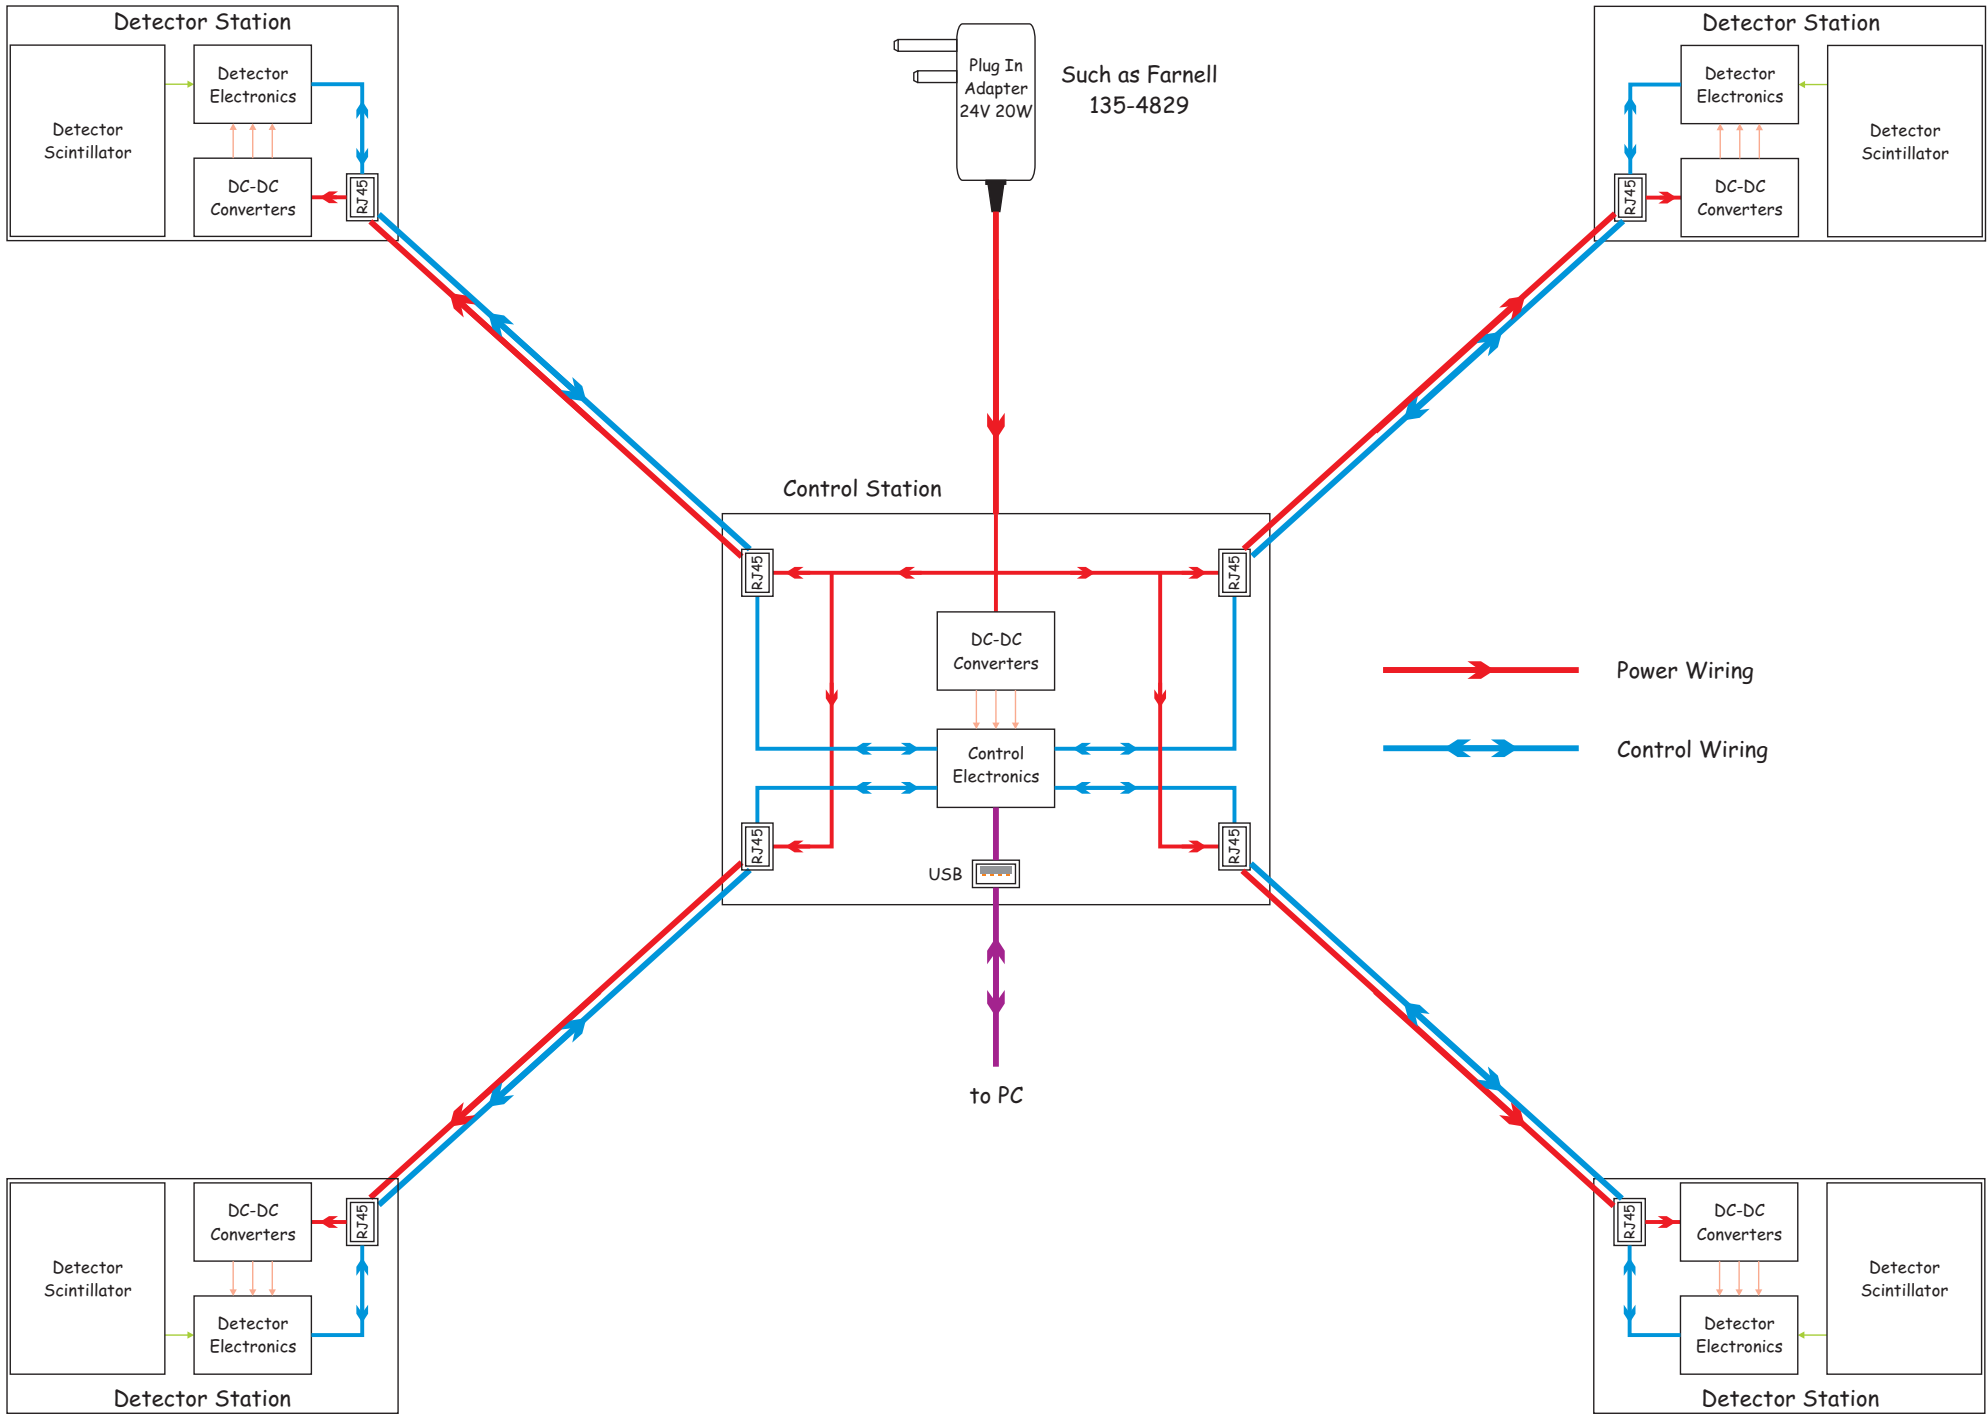 Detector Station
Detector
Scintillator
Detector
Electronics
DC-DC
Converters
RJ45
Plug In
Adapter
24V 20W
Such as Farnell
135-4829
Detector Station
Detector
Electronics
DC-DC
Converters
RJ45
Detector
Scintillator
Control Station
RJ45
RJ45
DC-DC
Converters
Control
Electronics
RJ45
RJ45
USB
to PC
Power Wiring
Control Wiring
Detector
Scintillator
DC-DC
Converters
RJ45
Detector
Electronics
Detector Station
RJ45
DC-DC
Converters
Detector
Electronics
Detector
Scintillator
Detector Station